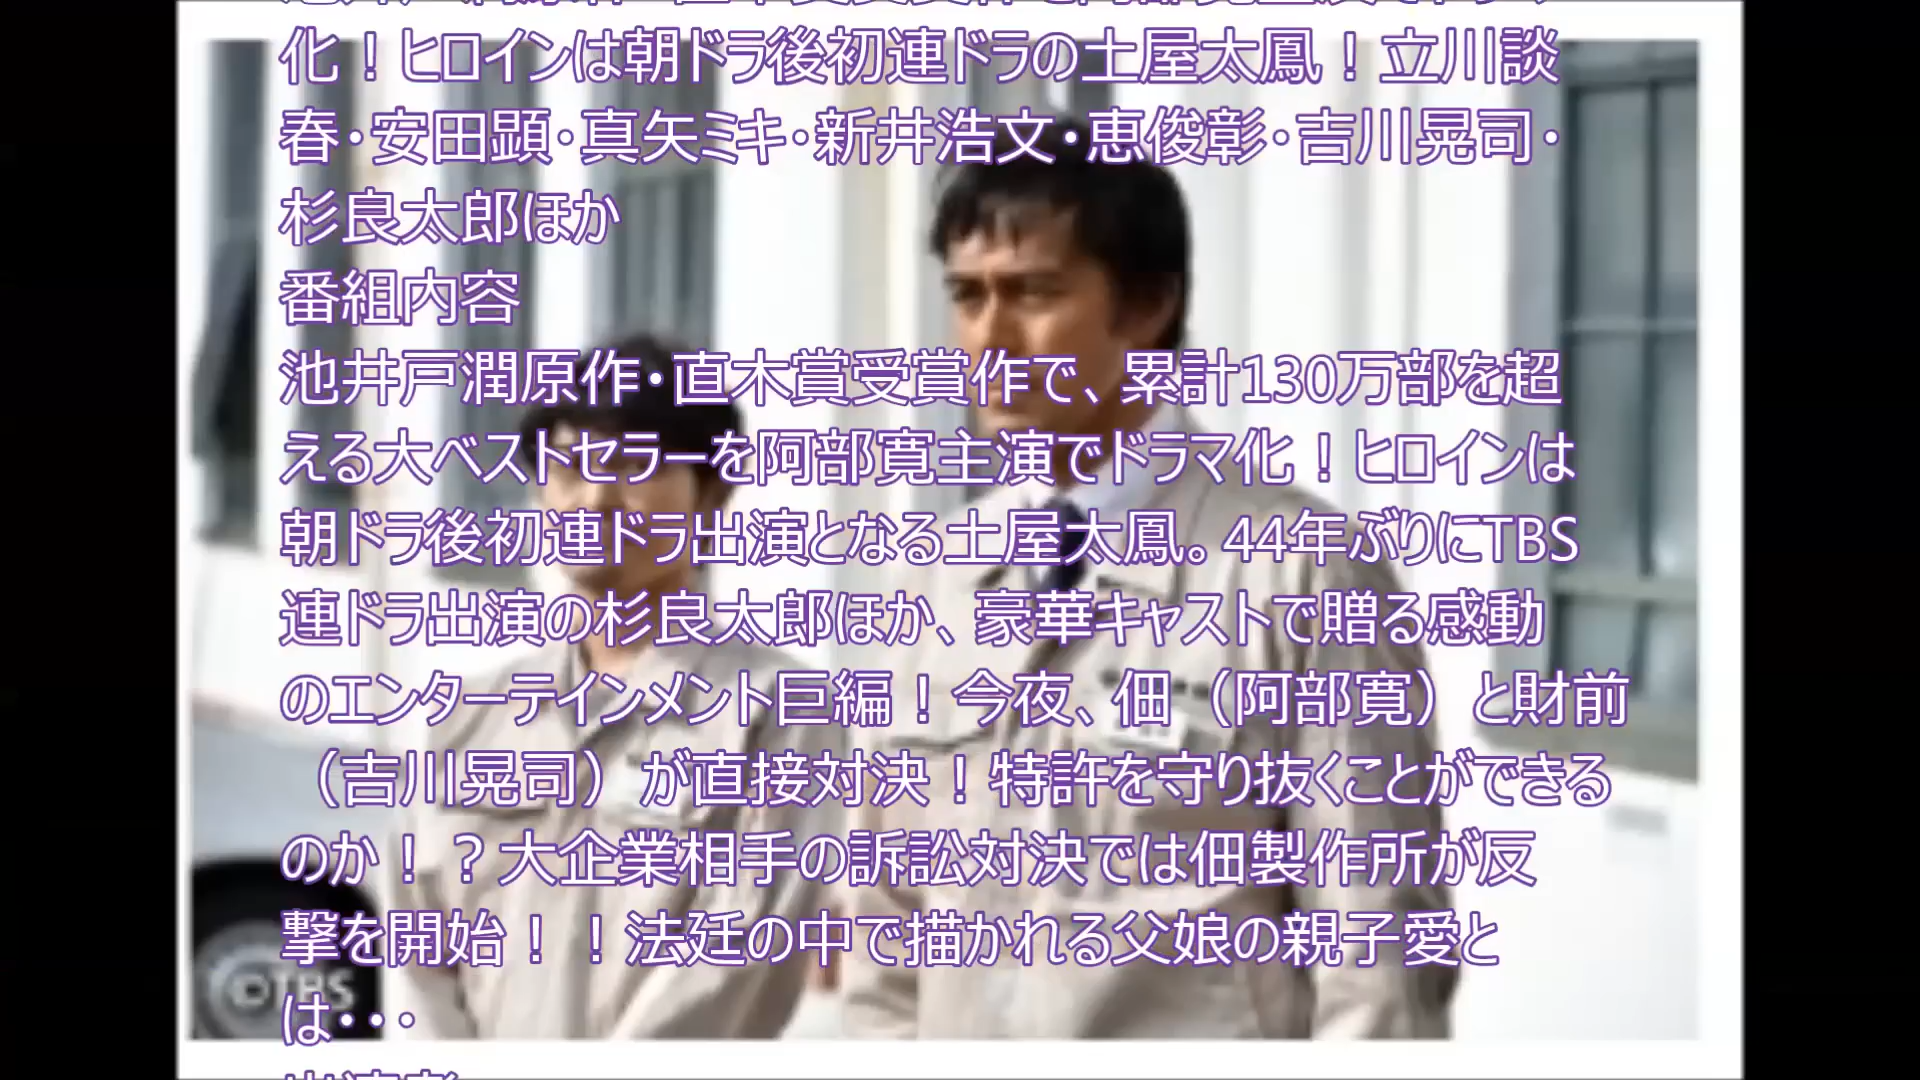 化！ヒロインは朝ドラ後初連ドラの土屋太鳳！立川談
春・安田顕・真矢ミキ・新井浩文・恵俊彰・吉川晃司・
杉良太郎ほか
番組内容
池井戸潤原作・直木賞受賞作で、累計130万部を超
える大ベストセラーを阿部寛主演でドラマ化！ヒロインは
朝ドラ後初連ドラ出演となる土屋太鳳。44年ぶりにTBS
連ドラ出演の杉良太郎ほか、豪華キャストで贈る感動
のエンターテインメント巨編！今夜、佃（阿部寛）と財前
（吉川晃司）が直接対決！特許を守り抜くことができる
のか！？大企業相手の訴訟対決では佃製作所が反
撃を開始！！法廷の中で描かれる父娘の親子愛と
は・・・
©TBS